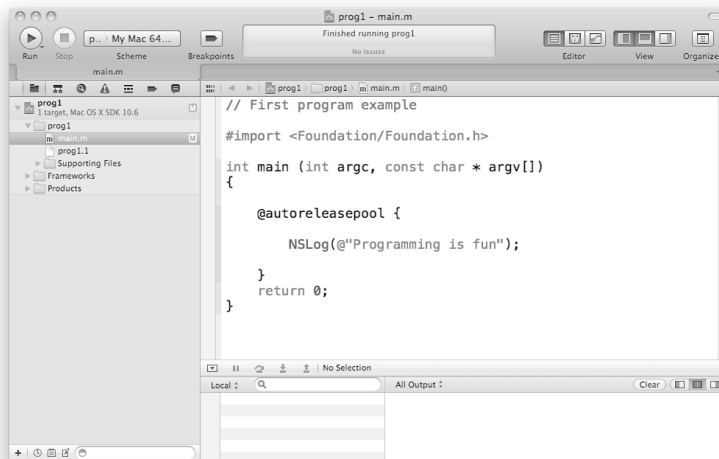 prog1 – main.m
p.. › My Mac 64...
Finished running prog1
No Issues
Run
Stop
Scheme
Breakpoints
Editor
View
Organize
main.m
prog1 › prog1 › main.m › main()
prog1
1 target, Mac OS X SDK 10.6
M
prog1
main.m
M
prog1.1
Supporting Files
Frameworks
Products
// First program example
#import <Foundation/Foundation.h>
int main (int argc, const char * argv[])
{
@autoreleasepool {
NSLog(@"Programming is fun");
}
return 0;
}
No Selection
Local
All Output
Clear